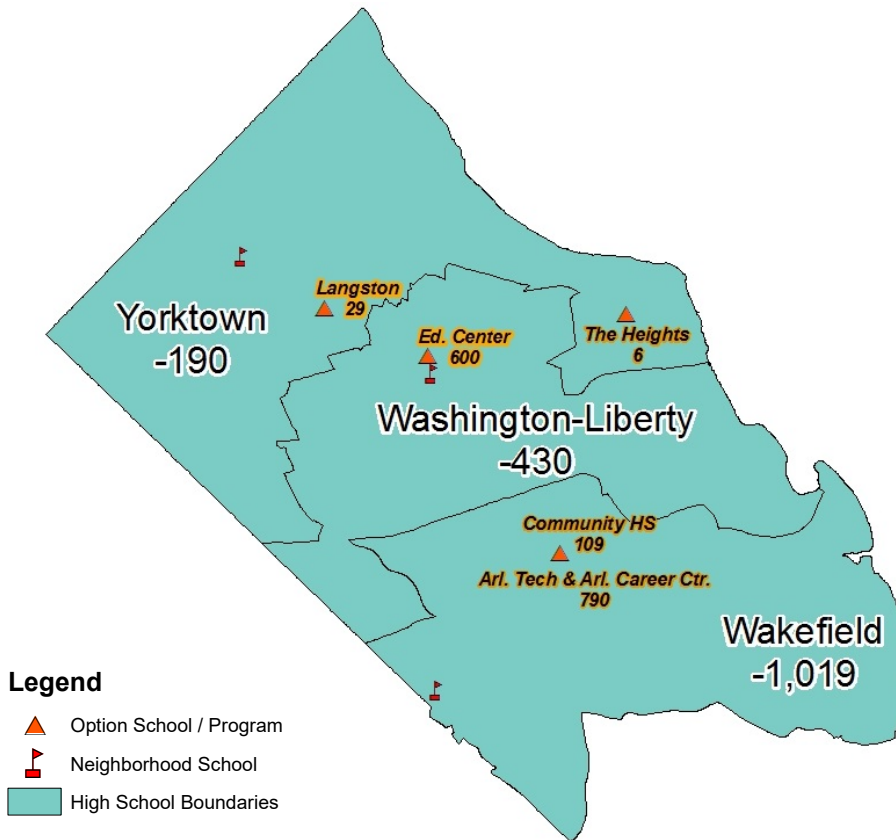 Langston
29
Ed. Center
600
The Heights
6
Yorktown
-190
Washington-Liberty
-430
Community HS
109
Arl. Tech & Arl. Career Ctr.
790
Wakefield
-1,019
Legend
Option School / Program
Neighborhood School
High School Boundaries